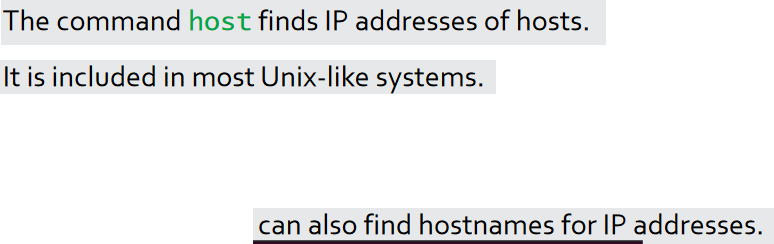 The command host finds IP addresses of hosts.
It is included in most Unix-like systems.
can also find hostnames for IP addresses.